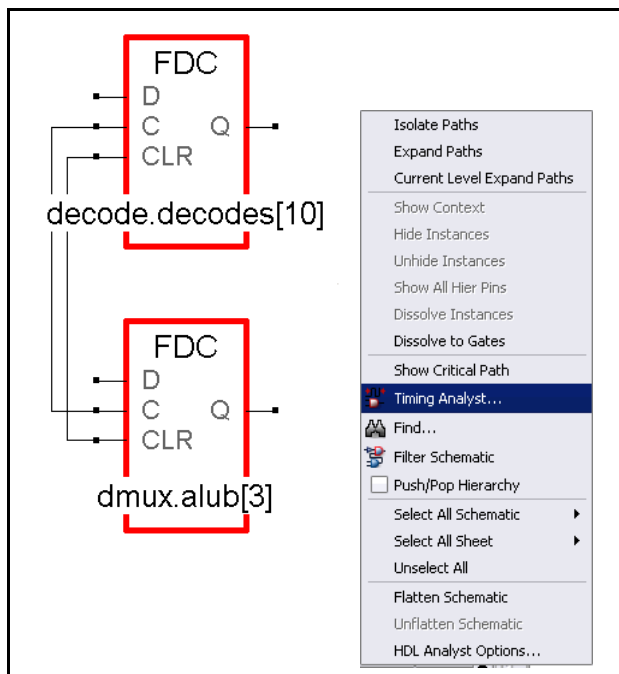 FDC
D
C Q
CLR
decode.decodes[10]
FDC
D
C Q
CLR
dmux.alub[3]
Isolate Paths
Expand Paths
Current Level Expand Paths
Show Context
Hide Instances
Unhide Instances
Show All Hier Pins
Dissolve Instances
Dissolve to Gates
Show Critical Path
Timing Analyst...
Find...
Filter Schematic
Push/Pop Hierarchy
Select All Schematic
Select All Sheet
Unselect All
Flatten Schematic
Unflatten Schematic
HDL Analyst Options...